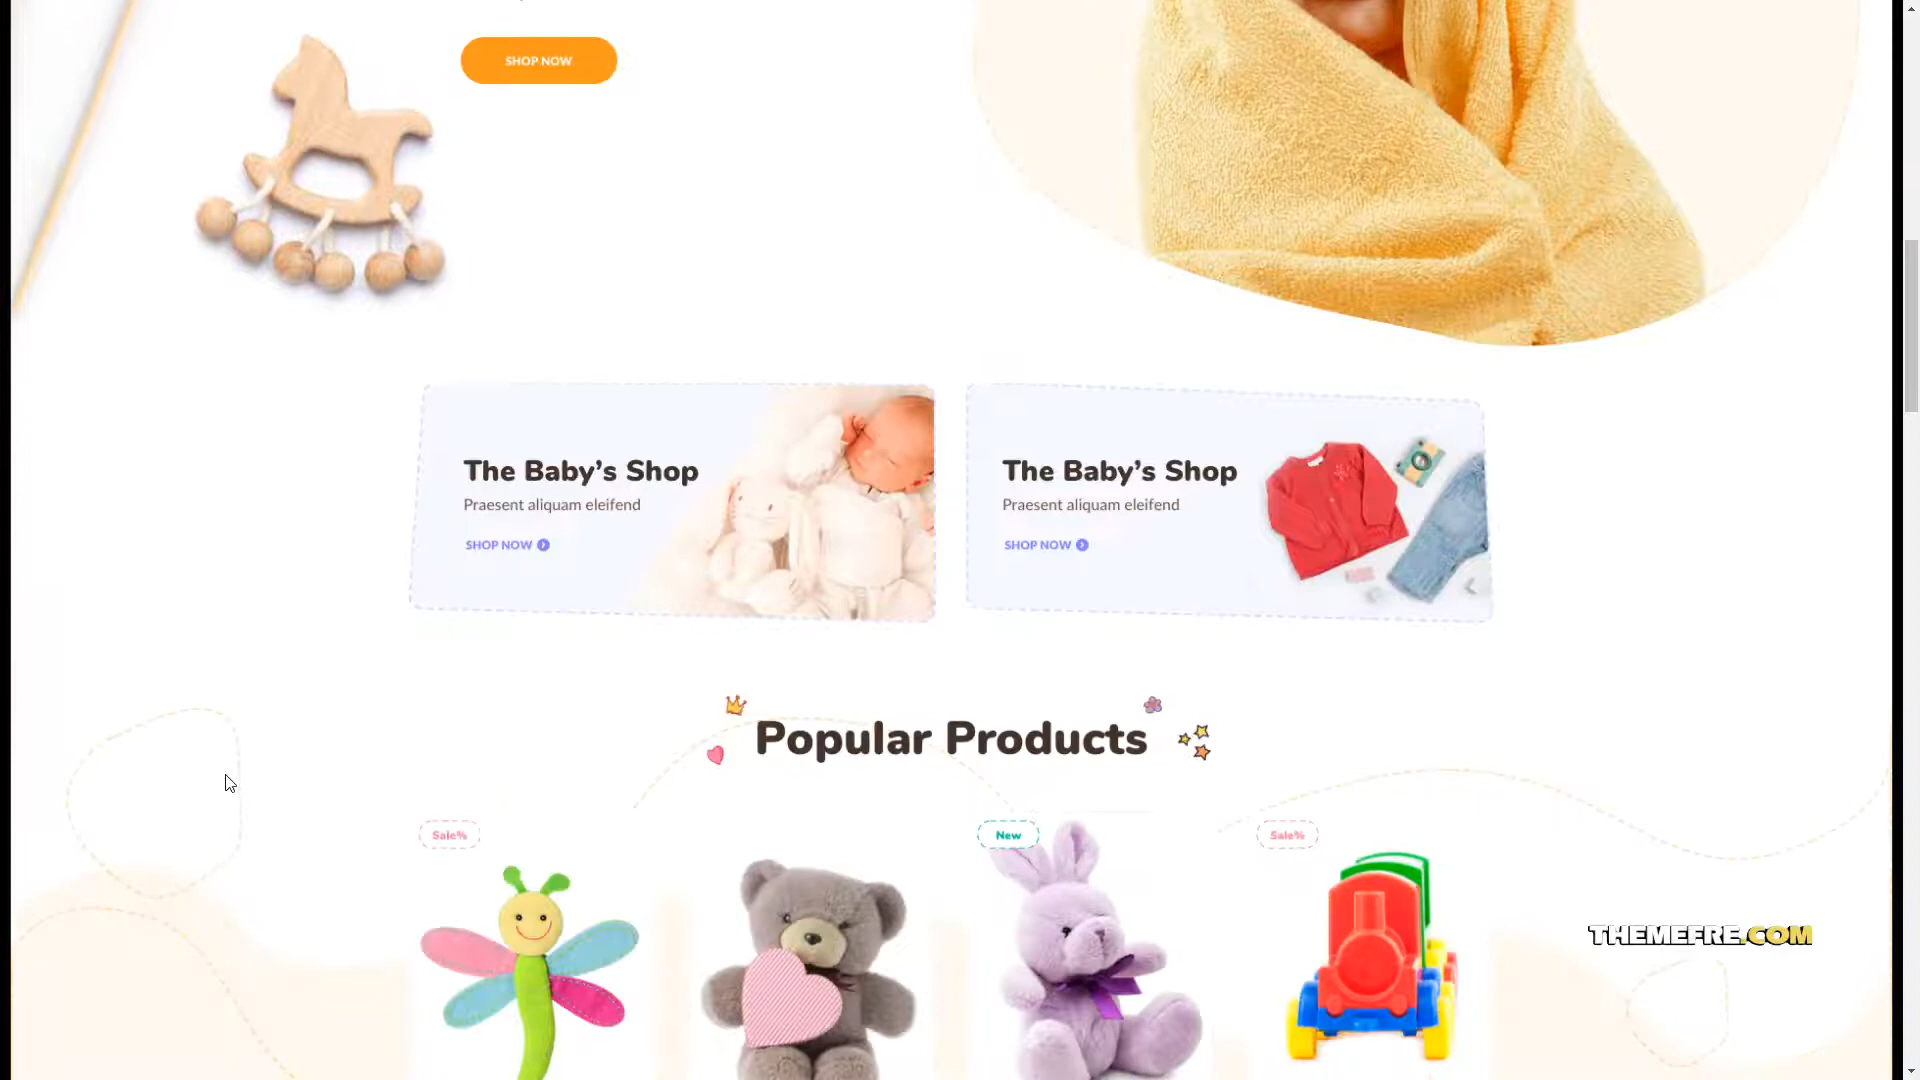 SHOP NOW
The Baby’s Shop
Praesent aliquam eleifend
SHOP NOW
The Baby’s Shop
Praesent aliquam eleifend
SHOP NOW
Popular Products
Sale%
New
Sale%
THEMEFRE.COM